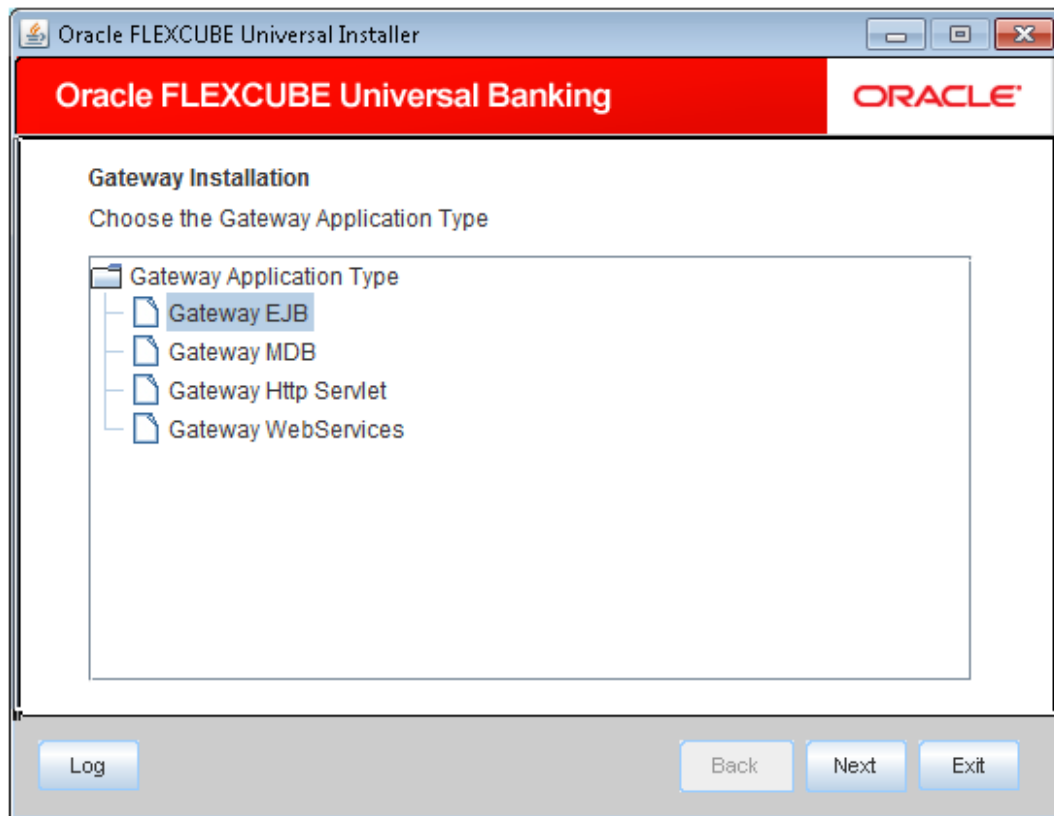 Oracle FLEXCUBE Universal Installer
Oracle FLEXCUBE Universal Banking
ORACLE
Gateway Installation
Choose the Gateway Application Type
Gateway Application Type
Gateway EJB
Gateway MDB
Gateway Http Servlet
Gateway WebServices
Log
Back
Next
Exit